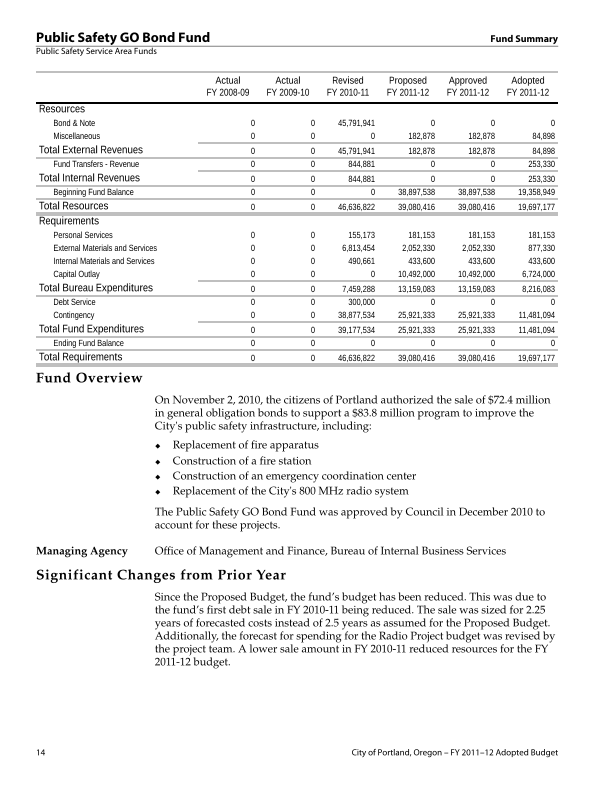 Public Safety GO Bond Fund Fund Summary
Public Safety Service Area Funds
Actual Actual Revised Proposed Approved Adopted
FY 2008-09 FY 2009-10 FY 2010-11 FY 2011-12 FY 2011-12 FY 2011-12
Resources
Bond & Note 0 0 45,791,941 0 0 0
Miscellaneous 0 0 0 182,878 182,878 84,898
Total External Revenues 0 0 45,791,941 182,878 182,878 84,898
Fund Transfers - Revenue 0 0 844,881 0 0 253,330
Total Internal Revenues 0 0 844,881 0 0 253,330
Beginning Fund Balance 0 0 0 38,897,538 38,897,538 19,358,949
Total Resources 0 0 46,636,822 39,080,416 39,080,416 19,697,177
Requirements
Personal Services 0 0 155,173 181,153 181,153 181,153
External Materials and Services 0 0 6,813,454 2,052,330 2,052,330 877,330
Internal Materials and Services 0 0 490,661 433,600 433,600 433,600
Capital Outlay 0 0 0 10,492,000 10,492,000 6,724,000
Total Bureau Expenditures 0 0 7,459,288 13,159,083 13,159,083 8,216,083
Debt Service 0 0 300,000 0 0 0
Contingency 0 0 38,877,534 25,921,333 25,921,333 11,481,094
Total Fund Expenditures 0 0 39,177,534 25,921,333 25,921,333 11,481,094
Ending Fund Balance 0 0 0 0 0 0
Total Requirements 0 0 46,636,822 39,080,416 39,080,416 19,697,177
Fund Overview
On November 2, 2010, the citizens of Portland authorized the sale of $72.4 million
in general obligation bonds to support a $83.8 million program to improve the
City's public safety infrastructure, including:
◆ Replacement of fire apparatus
◆ Construction of a fire station
◆ Construction of an emergency coordination center
◆ Replacement of the City's 800 MHz radio system
The Public Safety GO Bond Fund was approved by Council in December 2010 to
account for these projects.
Managing Agency Office of Management and Finance, Bureau of Internal Business Services
Significant Changes from Prior Year
Since the Proposed Budget, the fund's budget has been reduced. This was due to
the fund's first debt sale in FY 2010-11 being reduced. The sale was sized for 2.25
years of forecasted costs instead of 2.5 years as assumed for the Proposed Budget.
Additionally, the forecast for spending for the Radio Project budget was revised by
the project team. A lower sale amount in FY 2010-11 reduced resources for the FY
2011-12 budget.
14 City of Portland, Oregon – FY 2011–12 Adopted Budget